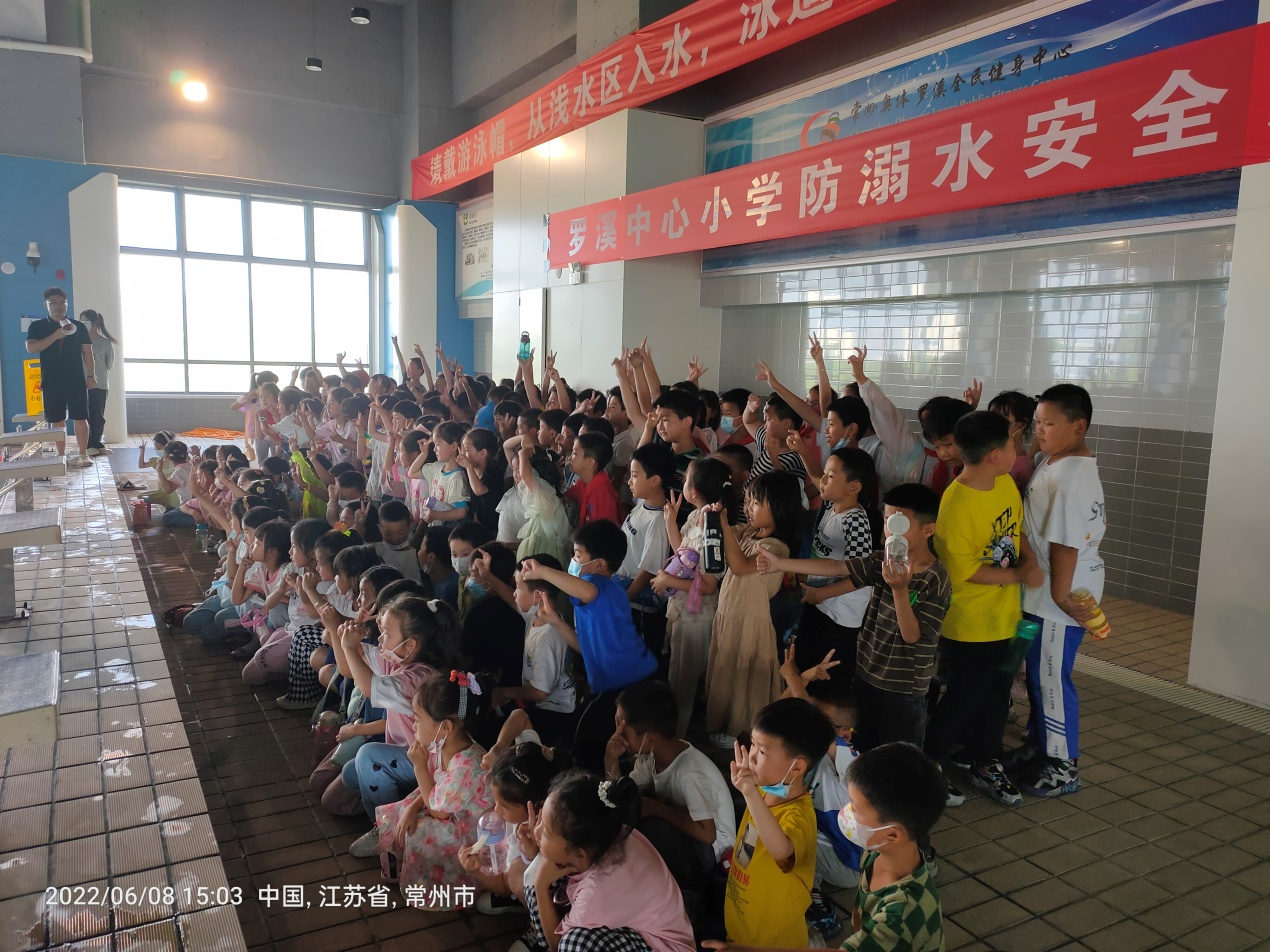 请戴游泳帽，从浅水区入水，泳道
常州奥体罗溪全民健身中心
罗溪中心小学防溺水安全
2022/06/08 15:03 中国, 江苏省, 常州市